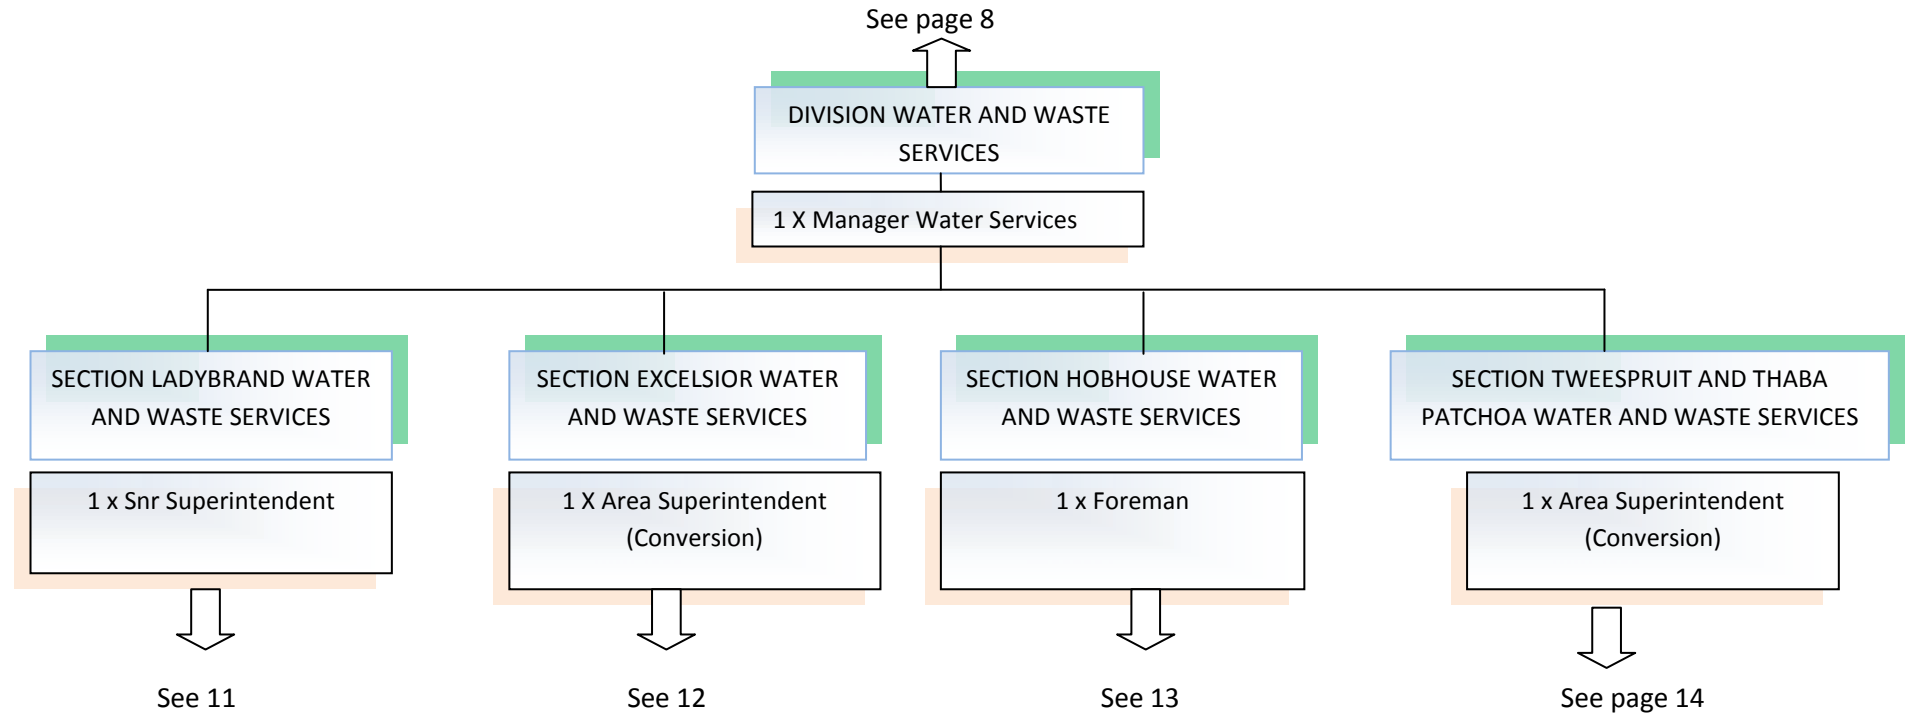 See page 8
DIVISION WATER AND WASTE
SERVICES
1 X Manager Water Services
SECTION LADYBRAND WATER
AND WASTE SERVICES
1 x Snr Superintendent
See 11
SECTION EXCELSIOR WATER
AND WASTE SERVICES
1 X Area Superintendent
(Conversion)
See 12
SECTION HOBHOUSE WATER
AND WASTE SERVICES
1 x Foreman
See 13
SECTION TWEESPRUIT AND THABA
PATCHOA WATER AND WASTE SERVICES
1 x Area Superintendent
(Conversion)
See page 14